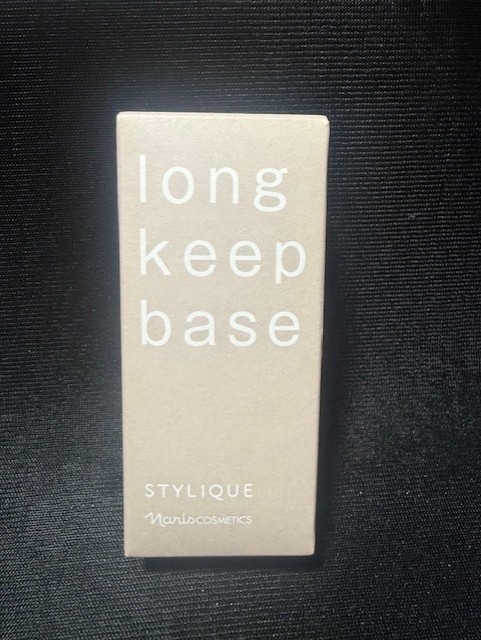 long
keep
base
STYLIQUE
Naris COSMETICS